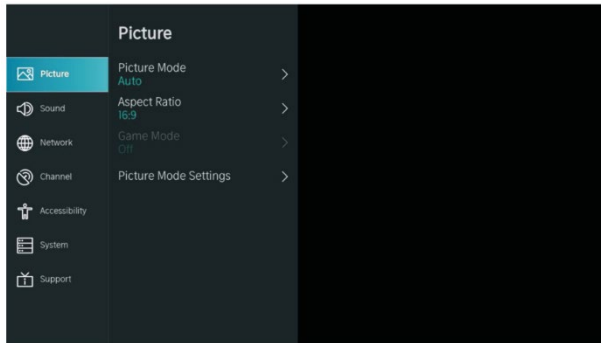 Picture
Sound
Network
Channel
Accessibility
System
Support
Picture
Picture Mode
Auto
Aspect Ratio
16:9
Game Mode
Off
Picture Mode Settings